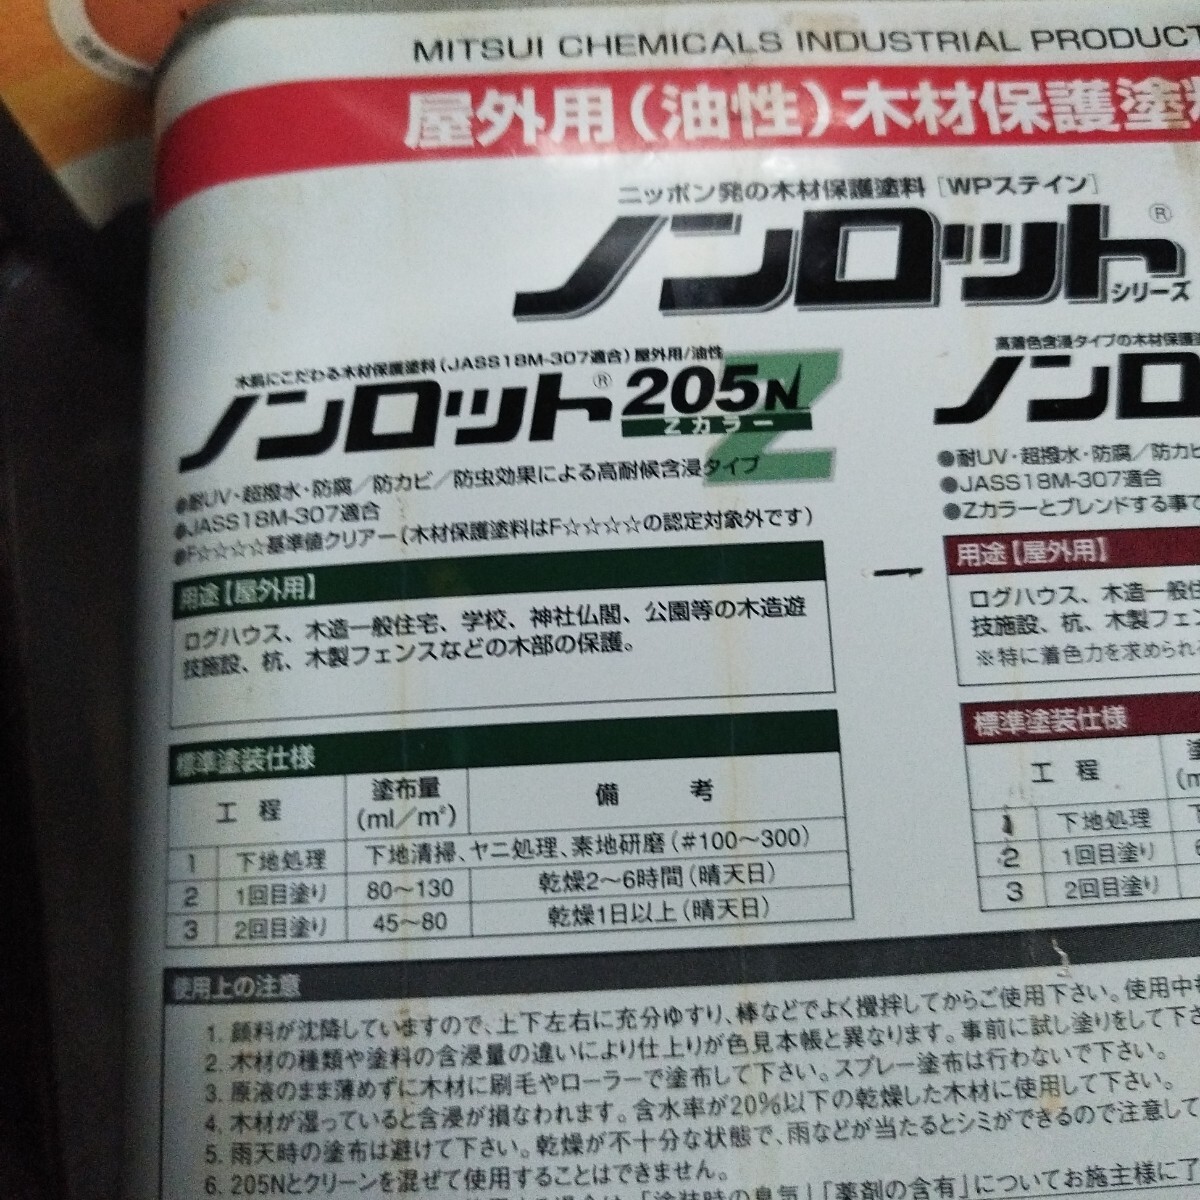 MITSUI CHEMICALS INDUSTRIAL PRODUCT
屋外用(油性)木材保護塗料
ニッポン発の木材保護塗料[WPステイン]
ノンロット®
シリーズ
木肌にこだわる木材保護塗料(JASS18M-307適合)屋外用/油性
ノンロット® 205N Z
Zカラー
●耐UV・超撥水・防腐/防カビ/防虫効果による高耐候含浸タイプ
●JASS18M-307適合
●F☆☆☆☆基準値クリアー(木材保護塗料はF☆☆☆☆の認定対象外です)
用途【屋外用】
ログハウス、木造一般住宅、学校、神社仏閣、公園等の木造遊
技施設、杭、木製フェンスなどの木部の保護。
標準塗装仕様
工 程 塗布量(ml/㎡) 備 考
1 下地処理 下地清掃、ヤニ処理、素地研磨(#100〜300)
2 1回目塗り 80〜130 乾燥2〜6時間(晴天日)
3 2回目塗り 45〜80 乾燥1日以上(晴天日)
高着色含浸タイプの木材保護
ノンロ
●耐UV・超撥水・防腐/防カビ
●JASS18M-307適合
●Zカラーとブレンドする事で
用途【屋外用】
ログハウス、木造一般住
技施設、杭、木製フェン
※特に着色力を求められ
標準塗装仕様
工 程
1 下地処理
2 1回目塗り
3 2回目塗り
使用上の注意
1. 顔料が沈降していますので、上下左右に充分ゆすり、棒などでよく攪拌してからご使用下さい。使用中も
2. 木材の種類や塗料の含浸量の違いにより仕上りが色見本帳と異なります。事前に試し塗りをして下さ
3. 原液のまま薄めずに木材に刷毛やローラーで塗布して下さい。スプレー塗布は行わないで下さい。
4. 木材が湿っていると含浸が損なわれます。含水率が20%以下の乾燥した木材に使用して下さい。
5. 雨天時の塗布は避けて下さい。乾燥が不十分な状態で、雨などが当たるとシミができるので注意して
6. 205Nとクリーンを混ぜて使用することはできません。
「塗装時の臭気」「薬剤の含有」についてお施主様に了